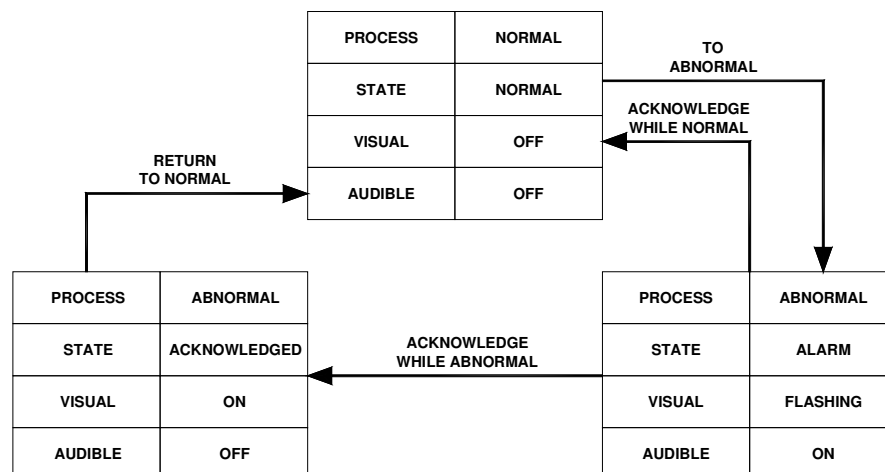 PROCESS NORMAL
STATE NORMAL
VISUAL OFF
AUDIBLE OFF
TO
ABNORMAL
ACKNOWLEDGE
WHILE NORMAL
RETURN
TO NORMAL
PROCESS ABNORMAL
STATE ACKNOWLEDGED
VISUAL ON
AUDIBLE OFF
ACKNOWLEDGE
WHILE ABNORMAL
PROCESS ABNORMAL
STATE ALARM
VISUAL FLASHING
AUDIBLE ON